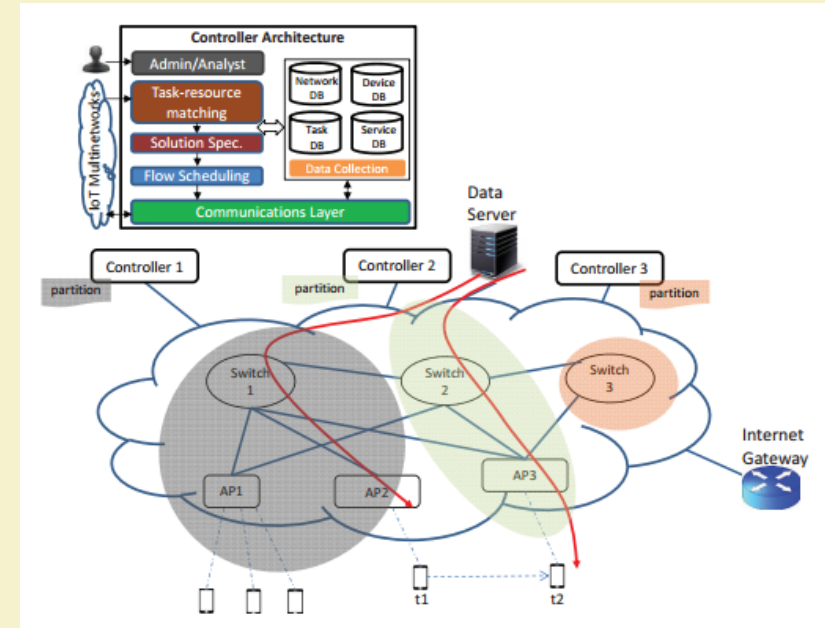 Controller Architecture
Admin/Analyst
Task-resource
matching
Solution Spec.
Flow Scheduling
Communications Layer
Network
DB
Device
DB
Task
DB
Service
DB
Data Collection
IoT Multinetworks
Data
Server
Controller 1
Controller 2
Controller 3
partition
partition
partition
Switch
1
Switch
2
Switch
3
Internet
Gateway
AP1
AP2
AP3
t1
t2